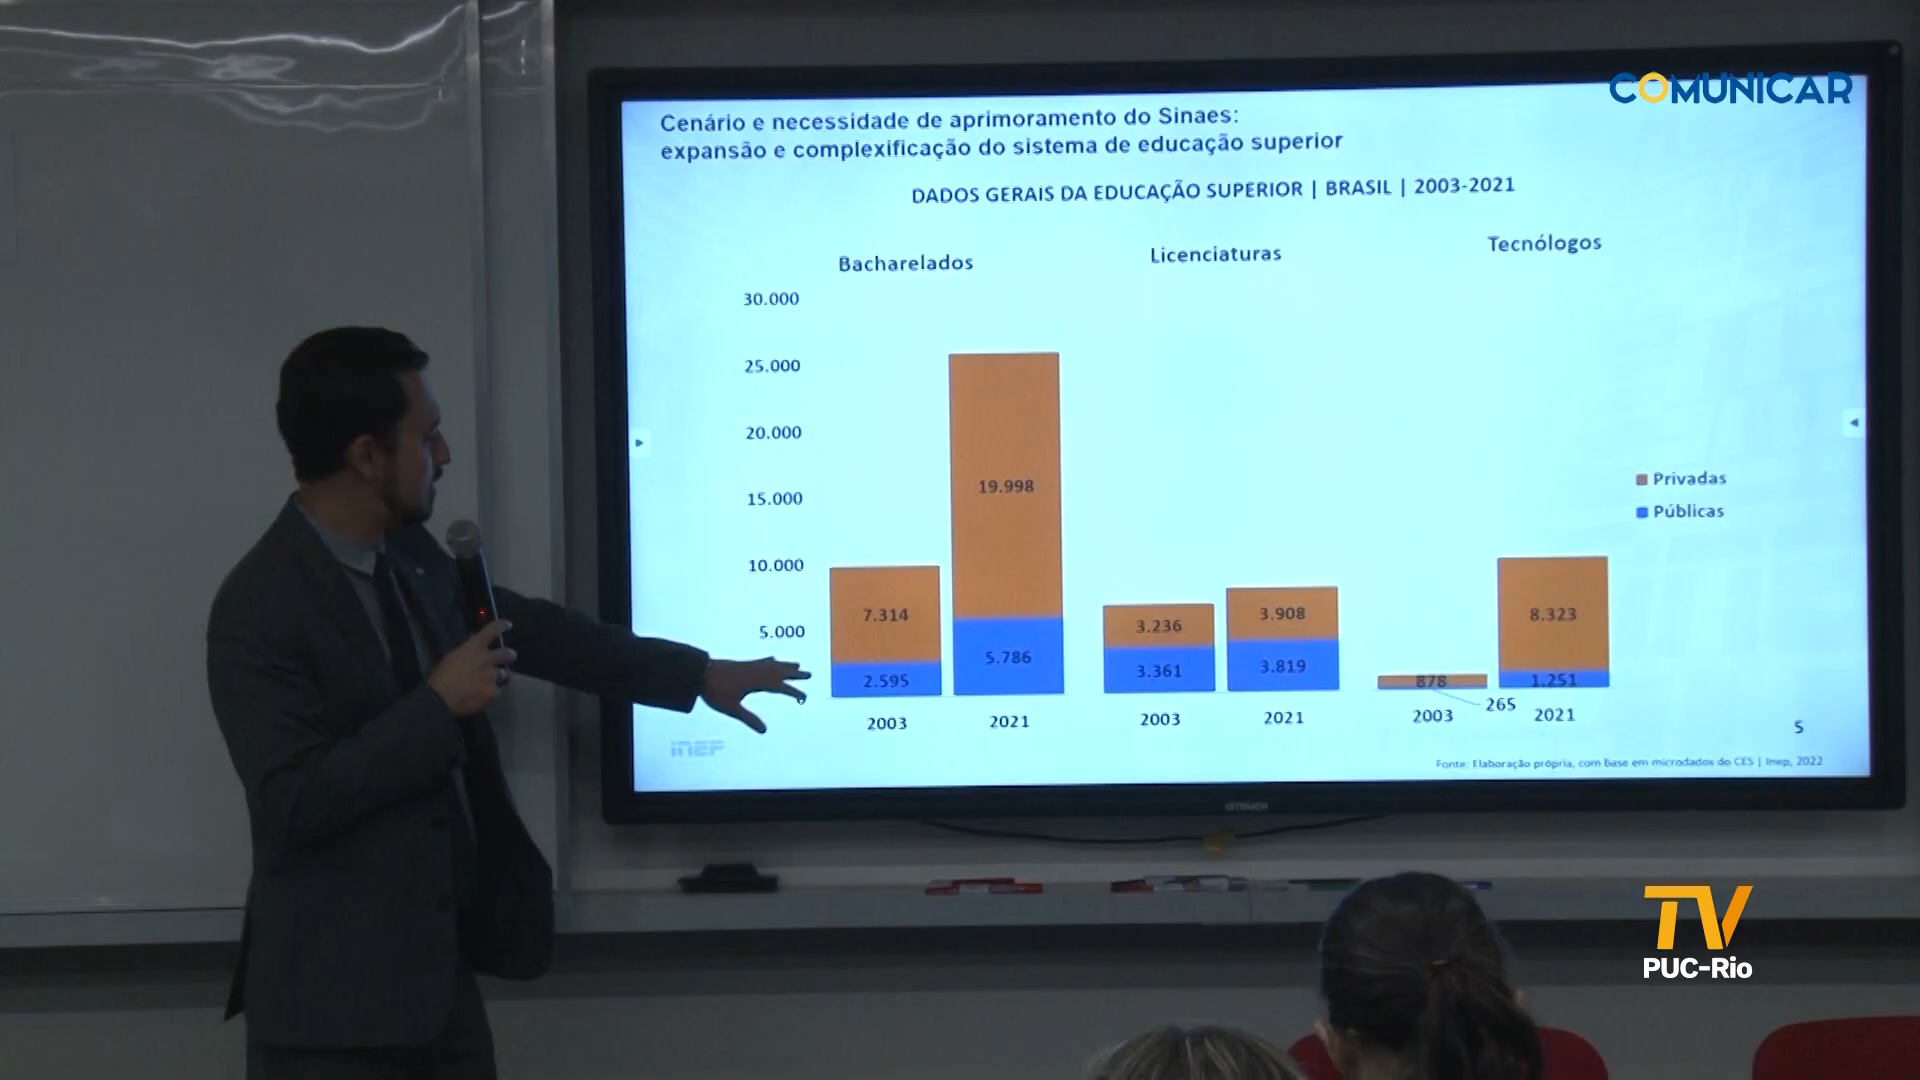 COMUNICAR
Cenário e necessidade de aprimoramento do Sinaes:
expansão e complexificação do sistema de educação superior
DADOS GERAIS DA EDUCAÇÃO SUPERIOR | BRASIL | 2003-2021
Bacharelados
Licenciaturas
Tecnólogos
30.000
25.000
20.000
15.000
10.000
5.000
0
7.314
2.595
19.998
5.786
3.236
3.361
3.908
3.819
878
265
8.323
1.251
2003
2021
2003
2021
2003
2021
Privadas
Públicas
5
inep
Fonte: Elaboração própria, com base em microdados do CES | Inep, 2022
TV
PUC-Rio